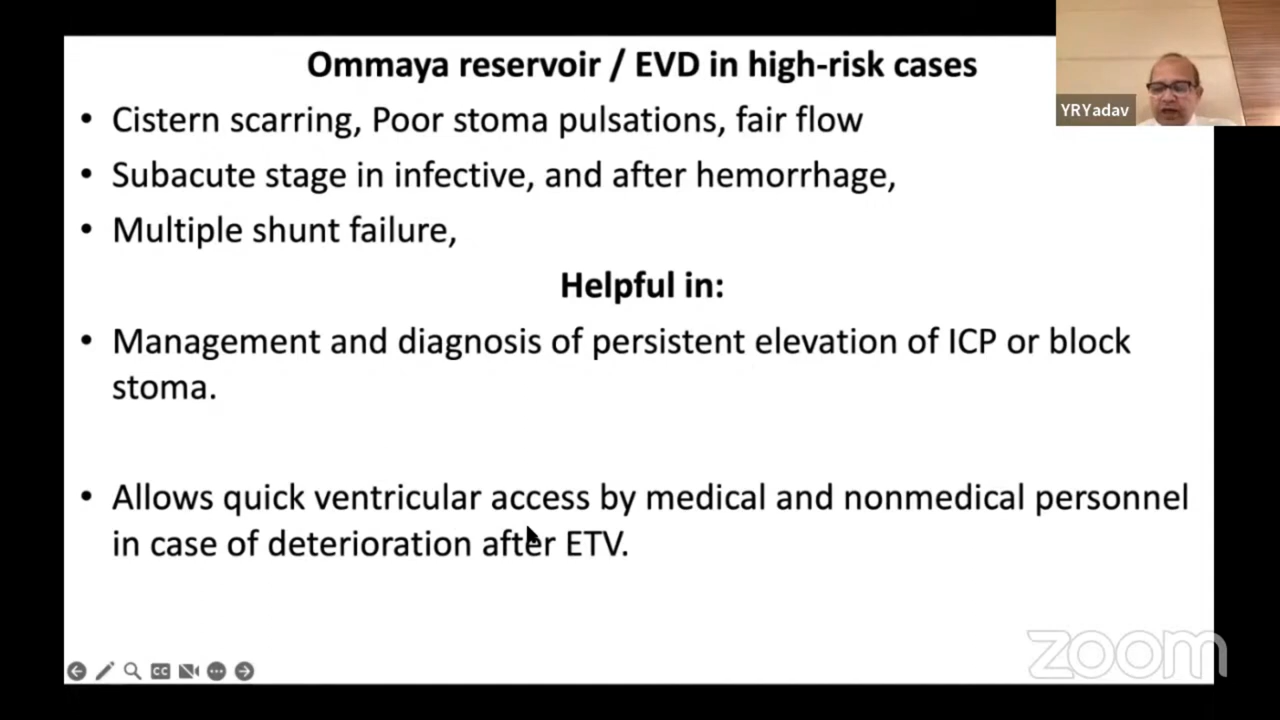 Ommaya reservoir / EVD in high-risk cases
YRYadav
• Cistern scarring, Poor stoma pulsations, fair flow
• Subacute stage in infective, and after hemorrhage,
• Multiple shunt failure,
Helpful in:
• Management and diagnosis of persistent elevation of ICP or block
stoma.
• Allows quick ventricular access by medical and nonmedical personnel
in case of deterioration after ETV.
CC
zoom